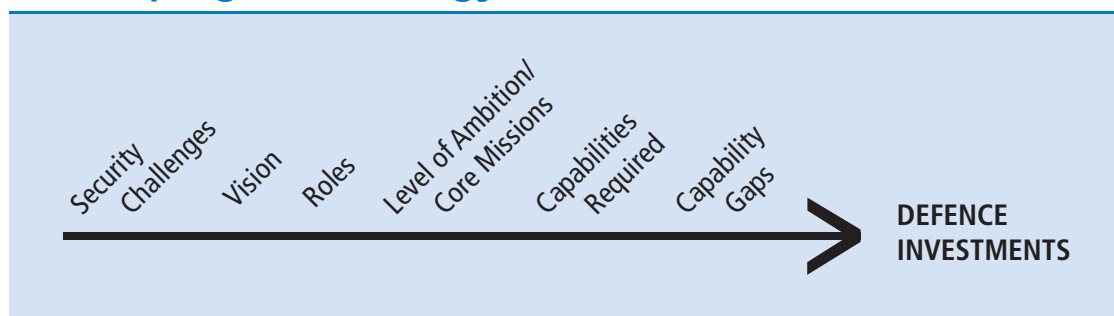 Security
Challenges
Vision
Roles
Level of Ambition/
Core Missions
Capabilities
Required
Capability
Gaps
DEFENCE
INVESTMENTS